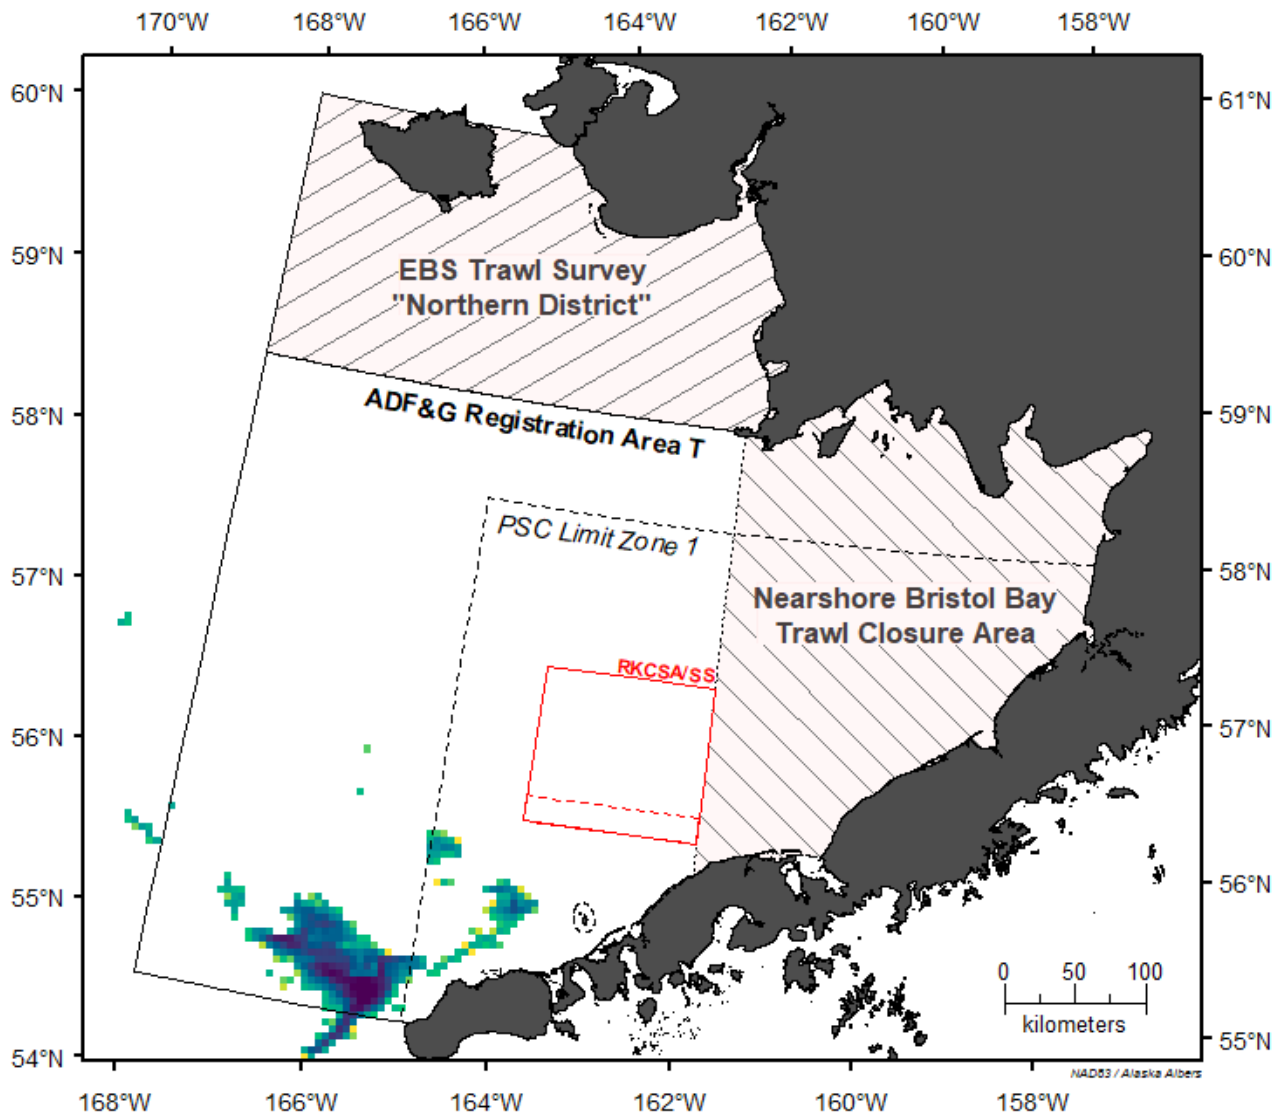 170°W 168°W 166°W 164°W 162°W 160°W 158°W
60°N
61°N
59°N
60°N
EBS Trawl Survey
"Northern District"
58°N
59°N
ADF&G Registration Area T
PSC Limit Zone 1
57°N
58°N
Nearshore Bristol Bay
Trawl Closure Area
RKCSA/SS
56°N
57°N
55°N
56°N
0 50 100
kilometers
54°N
55°N
NAD83 / Alaska Albers
168°W 166°W 164°W 162°W 160°W 158°W